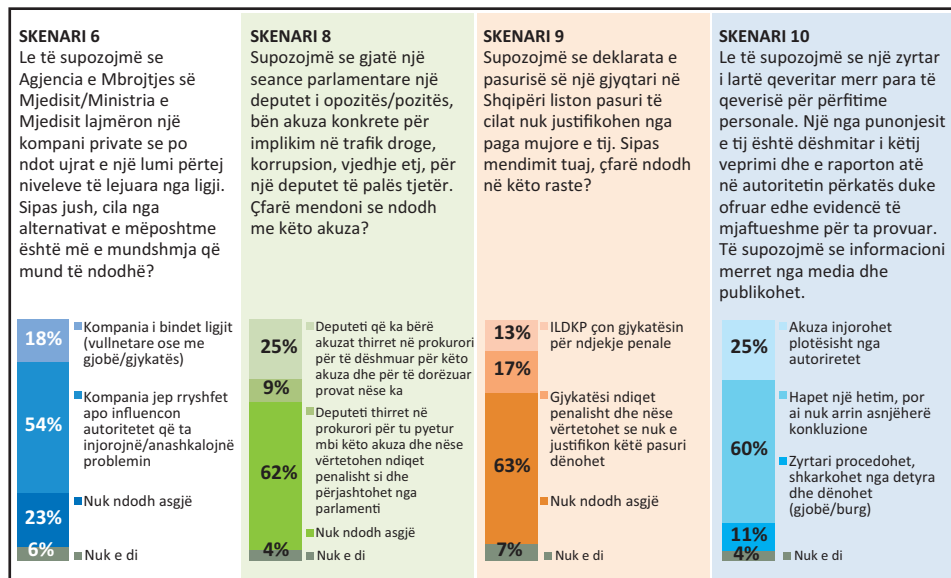 SKENARI 6
Le të supozojmë se
Agjencia e Mbrojtjes së
Mjedisit/Ministria e
Mjedisit lajmëron një
kompani private se po
ndot ujrat e një lumi përtej
niveleve të lejuara nga ligji.
Sipas jush, cila nga
alternativat e mëposhtme
është më e mundshmja që
mund të ndodhë?
18%
54%
23%
6%
Kompania i bindet ligjit
(vullnetare ose me
gjobë/gjykatës)
Kompania jep rryshfet
apo influencon
autoritetet që ta
injorojnë/anashkalojnë
problemin
Nuk ndodh asgjë
Nuk e di
SKENARI 8
Supozojmë se gjatë një
seance parlamentare një
deputet i opozitës/pozitës,
bën akuza konkrete për
implikim në trafik droge,
korrupsion, vjedhje etj, për
një deputet të palës tjetër.
Çfarë mendoni se ndodh
me këto akuza?
25%
9%
62%
4%
Deputeti që ka bërë
akuzat thirret në prokurori
për të dëshmuar për këto
akuza dhe për të dorëzuar
provat nëse ka
Deputeti thirret në
prokurori për tu pyetur
mbi këto akuza dhe nëse
vërtetohen ndiqet
penalisht si dhe
përjashtohet nga
parlamenti
Nuk ndodh asgjë
Nuk e di
SKENARI 9
Supozojmë se deklarata e
pasurisë së një gjyqtari në
Shqipëri liston pasuri të
cilat nuk justifikohen nga
paga mujore e tij. Sipas
mendimit tuaj, çfarë ndodh
në këto raste?
13%
17%
63%
7%
ILDKP çon gjykatësin
për ndjekje penale
Gjykatësi ndiqet
penalisht dhe nëse
vërtetohet se nuk e
justifikon këtë pasuri
dënohet
Nuk ndodh asgjë
Nuk e di
SKENARI 10
Le të supozojmë se një zyrtar
i lartë qeveritar merr para të
qeverisë për përfitime
personale. Një nga punonjesit
e tij është dëshmitar i këtij
veprimi dhe e raporton atë
në autoritetin përkatës duke
ofruar edhe evidencë të
mjaftueshme për ta provuar.
Të supozojmë se informacioni
merret nga media dhe
publikohet.
25%
60%
11%
4%
Akuza injorohet
plotësisht nga
autoriretet
Hapet një hetim, por
ai nuk arrin asnjëherë
konkluzione
Zyrtari procedohet,
shkarkohet nga detyra
dhe dënohet
(gjobë/burg)
Nuk e di